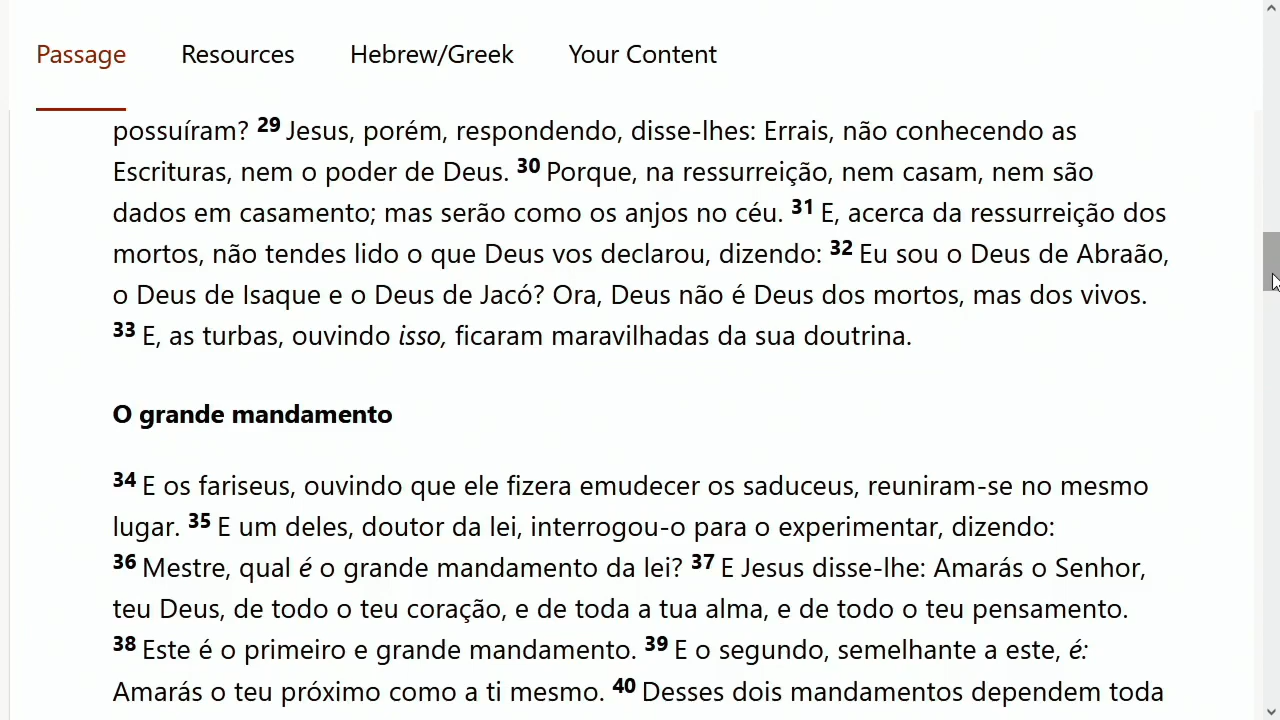 Passage Resources Hebrew/Greek Your Content
possuíram? 29 Jesus, porém, respondendo, disse-lhes: Errais, não conhecendo as
Escrituras, nem o poder de Deus. 30 Porque, na ressurreição, nem casam, nem são
dados em casamento; mas serão como os anjos no céu. 31 E, acerca da ressurreição dos
mortos, não tendes lido o que Deus vos declarou, dizendo: 32 Eu sou o Deus de Abraão,
o Deus de Isaque e o Deus de Jacó? Ora, Deus não é Deus dos mortos, mas dos vivos.
33 E, as turbas, ouvindo isso, ficaram maravilhadas da sua doutrina.
O grande mandamento
34 E os fariseus, ouvindo que ele fizera emudecer os saduceus, reuniram-se no mesmo
lugar. 35 E um deles, doutor da lei, interrogou-o para o experimentar, dizendo:
36 Mestre, qual é o grande mandamento da lei? 37 E Jesus disse-lhe: Amarás o Senhor,
teu Deus, de todo o teu coração, e de toda a tua alma, e de todo o teu pensamento.
38 Este é o primeiro e grande mandamento. 39 E o segundo, semelhante a este, é:
Amarás o teu próximo como a ti mesmo. 40 Desses dois mandamentos dependem toda